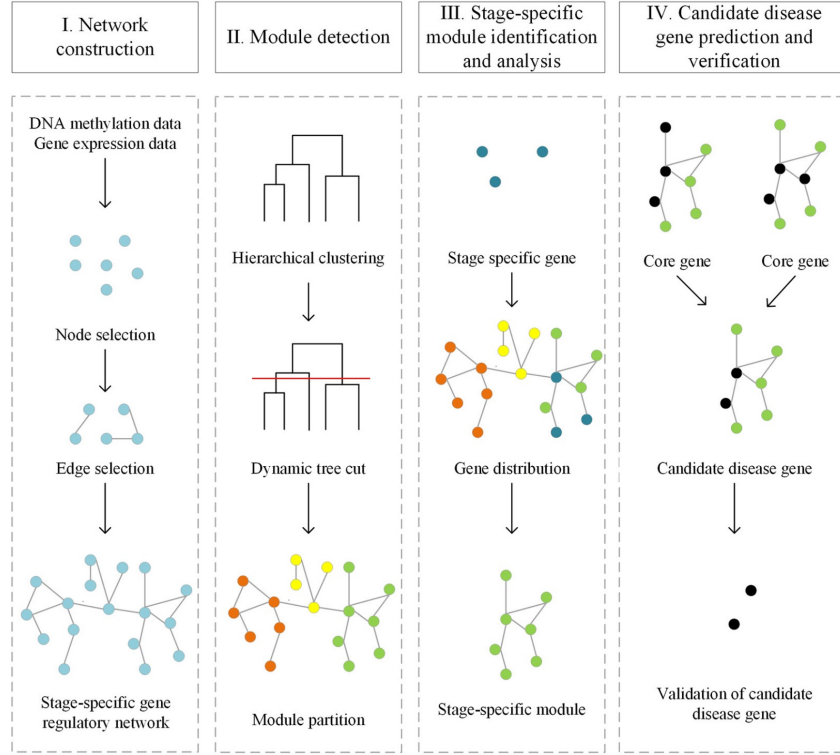 I. Network
construction
II. Module detection
III. Stage-specific
module identification
and analysis
IV. Candidate disease
gene prediction and
verification
DNA methylation data
Gene expression data
Node selection
Edge selection
Stage-specific gene
regulatory network
Hierarchical clustering
Dynamic tree cut
Module partition
Stage specific gene
Gene distribution
Stage-specific module
Core gene
Core gene
Candidate disease gene
Validation of candidate
disease gene